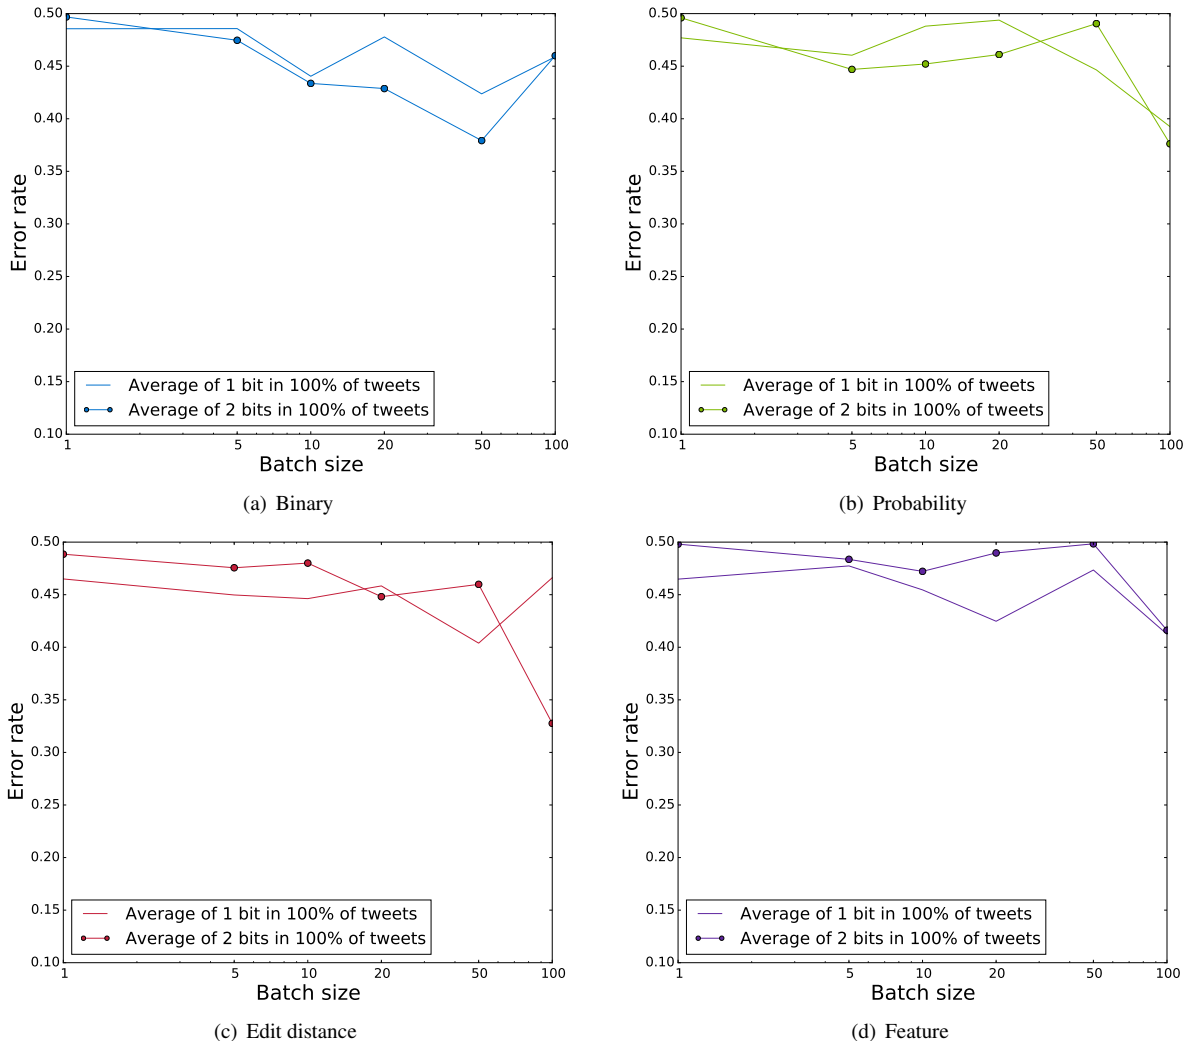 0.50
0.45
0.40
0.35
0.30
0.25
0.20
0.15
0.10
Error rate
Average of 1 bit in 100% of tweets
Average of 2 bits in 100% of tweets
1 5 10 20 50 100
Batch size
(a) Binary
0.50
0.45
0.40
0.35
0.30
0.25
0.20
0.15
0.10
Error rate
Average of 1 bit in 100% of tweets
Average of 2 bits in 100% of tweets
1 5 10 20 50 100
Batch size
(b) Probability
0.50
0.45
0.40
0.35
0.30
0.25
0.20
0.15
0.10
Error rate
Average of 1 bit in 100% of tweets
Average of 2 bits in 100% of tweets
1 5 10 20 50 100
Batch size
(c) Edit distance
0.50
0.45
0.40
0.35
0.30
0.25
0.20
0.15
0.10
Error rate
Average of 1 bit in 100% of tweets
Average of 2 bits in 100% of tweets
1 5 10 20 50 100
Batch size
(d) Feature